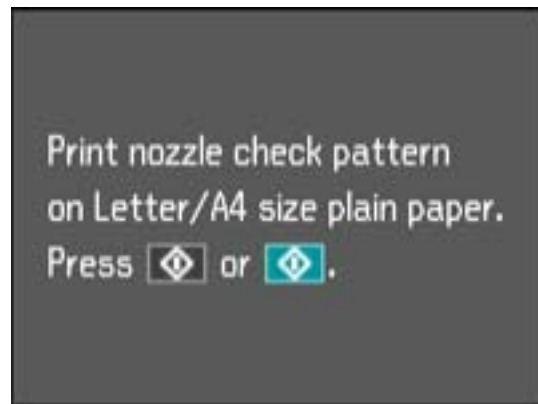 Print nozzle check pattern
on Letter/A4 size plain paper.
Press or .